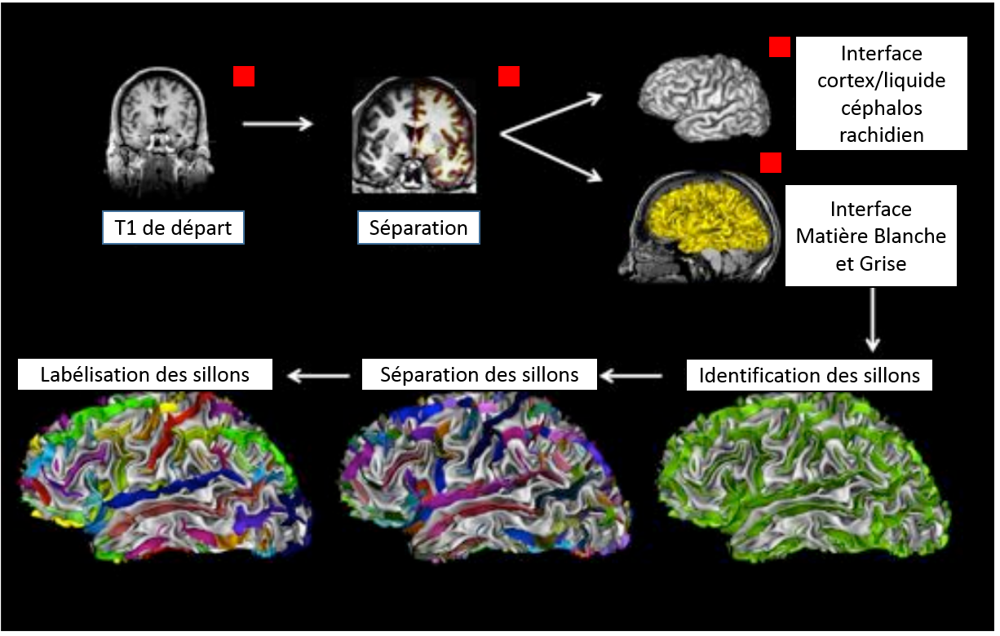 T1 de départ
Séparation
Interface
cortex/liquide
céphalos
rachidien
Interface
Matière Blanche
et Grise
Labélisation des sillons
Séparation des sillons
Identification des sillons